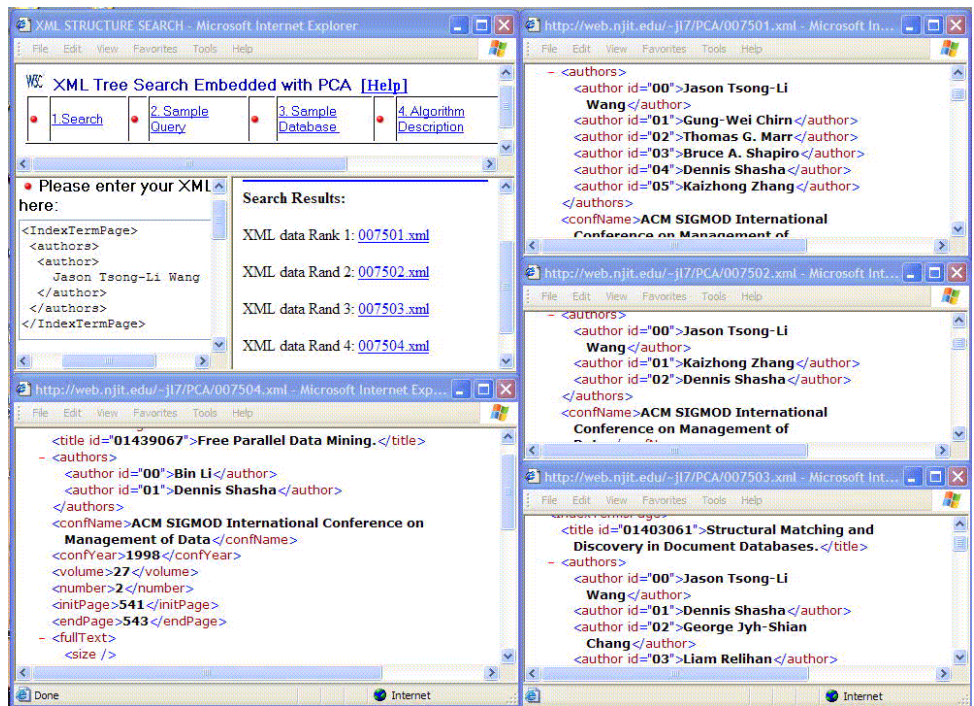 XML STRUCTURE SEARCH - Microsoft Internet Explorer
File Edit View Favorites Tools Help
W3C XML Tree Search Embedded with PCA [Help]
1.Search
2. Sample
Query
3. Sample
Database
4. Algorithm
Description
Please enter your XML
here:
<IndexTermPage>
<authors>
<author>
Jason Tsong-Li Wang
</author>
</authors>
</IndexTermPage>
Search Results:
XML data Rank 1: 007501.xml
XML data Rand 2: 007502.xml
XML data Rand 3: 007503.xml
XML data Rand 4: 007504.xml
http://web.njit.edu/~jl7/PCA/007504.xml - Microsoft Internet Exp...
File Edit View Favorites Tools Help
<title id="01439067">Free Parallel Data Mining.</title>
- <authors>
<author id="00">Bin Li</author>
<author id="01">Dennis Shasha</author>
</authors>
<confName>ACM SIGMOD International Conference on
Management of Data</confName>
<confYear>1998</confYear>
<volume>27</volume>
<number>2</number>
<initPage>541</initPage>
<endPage>543</endPage>
- <fullText>
<size />
Done
Internet
http://web.njit.edu/~jl7/PCA/007501.xml - Microsoft In...
File Edit View Favorites Tools Help
- <authors>
<author id="00">Jason Tsong-Li
Wang</author>
<author id="01">Gung-Wei Chirn</author>
<author id="02">Thomas G. Marr</author>
<author id="03">Bruce A. Shapiro</author>
<author id="04">Dennis Shasha</author>
<author id="05">Kaizhong Zhang</author>
</authors>
<confName>ACM SIGMOD International
Conference on Management of
http://web.njit.edu/~jl7/PCA/007502.xml - Microsoft Int...
File Edit View Favorites Tools Help
- <authors>
<author id="00">Jason Tsong-Li
Wang</author>
<author id="01">Kaizhong Zhang</author>
<author id="02">Dennis Shasha</author>
</authors>
<confName>ACM SIGMOD International
Conference on Management of
http://web.njit.edu/~jl7/PCA/007503.xml - Microsoft Int...
File Edit View Favorites Tools Help
<title id="01403061">Structural Matching and
Discovery in Document Databases.</title>
- <authors>
<author id="00">Jason Tsong-Li
Wang</author>
<author id="01">Dennis Shasha</author>
<author id="02">George Jyh-Shian
Chang</author>
<author id="03">Liam Relihan</author>
Internet